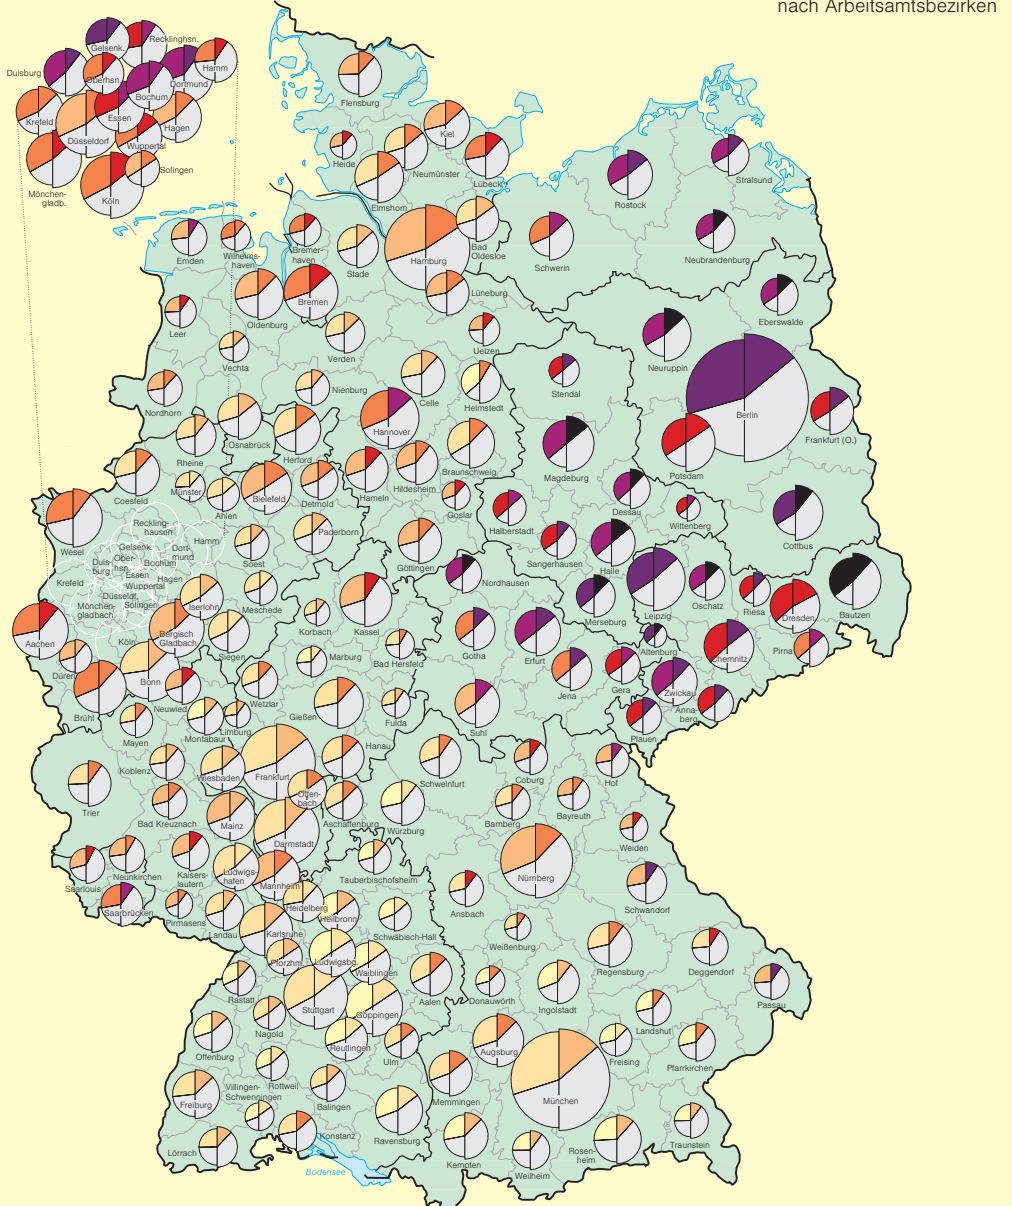 nach Arbeitsamtsbezirken
Recklinghsn.
Gelsenk.
Hamm
Duisburg
Oberhsn.
Dortmund
Bochum
Essen
Krefeld
Hagen
Düsseldorf
Wuppertal
Solingen
Mönchen-
gladb.
Köln
Flensburg
Kiel
Heide
Neumünster
Lübeck
Elmshorn
Rostock
Stralsund
Emden
Wilhelms-
haven
Bremer-
haven
Stade
Hamburg
Bad
Oldesloe
Schwerin
Neubrandenburg
Lüneburg
Oldenburg
Bremen
Eberswalde
Leer
Verden
Uelzen
Vechta
Neuruppin
Nordhorn
Nienburg
Celle
Helmstedt
Stendal
Berlin
Frankfurt (O.)
Osnabrück
Herford
Hannover
Rheine
Braunschweig
Magdeburg
Potsdam
Coesfeld
Münster
Ahlen
Bielefeld
Detmold
Hameln
Hildesheim
Goslar
Dessau
Wittenberg
Halberstadt
Wesel
Reckling-
hausen
Hamm
Soest
Paderborn
Göttingen
Sangerhausen
Halle
Cottbus
Gelsenk.
Dort-
mund
Duis-
burg
Ober-
hsn.
Bochum
Essen
Krefeld
Hagen
Wuppertal
Düsseldf.
Solingen
Mönchen-
gladbach
Köln
Iserlohn
Meschede
Nordhausen
Merseburg
Leipzig
Oschatz
Riesa
Dresden
Bautzen
Aachen
Bergisch
Gladbach
Siegen
Korbach
Kassel
Bad Hersfeld
Gotha
Erfurt
Altenburg
Chemnitz
Pirna
Düren
Bonn
Marburg
Jena
Gera
Zwickau
Brühl
Neuwied
Wetzlar
Gießen
Fulda
Suhl
Anna-
berg
Plauen
Mayen
Montabaur
Limburg
Koblenz
Wiesbaden
Frankfurt
Hanau
Schweinfurt
Coburg
Hof
Trier
Bad Kreuznach
Mainz
Offen-
bach
Aschaffenburg
Würzburg
Bamberg
Bayreuth
Darmstadt
Weiden
Saarlouis
Neunkirchen
Kaisers-
lautern
Ludwigs-
hafen
Mannheim
Tauberbischofsheim
Nürnberg
Ansbach
Schwandorf
Saarbrücken
Pirmasens
Landau
Heidelberg
Heilbronn
Schwäbisch-Hall
Karlsruhe
Weißenburg
Regensburg
Deggendorf
Pforzhm.
Ludwigsbg.
Waiblingen
Rastatt
Aalen
Donauwörth
Ingolstadt
Passau
Stuttgart
Göppingen
Nagold
Landshut
Offenburg
Reutlingen
Ulm
Augsburg
Freising
Pfarrkirchen
Rottweil
Villingen-
Schwenningen
Balingen
Memmingen
München
Freiburg
Konstanz
Ravensburg
Traunstein
Lörrach
Kempten
Weilheim
Rosen-
heim
Bodensee